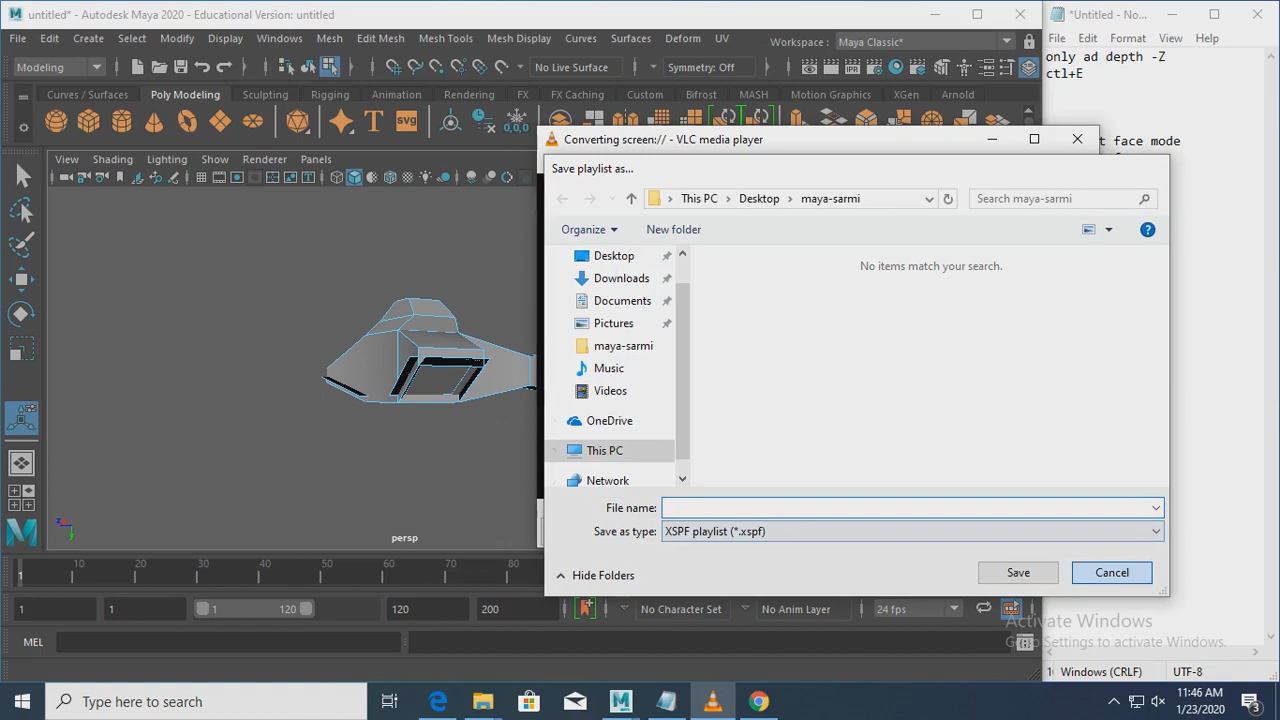 untitled* - Autodesk Maya 2020 - Educational Version: untitled
File Edit Create Select Modify Display Windows Mesh Edit Mesh Mesh Tools Mesh Display Curves Surfaces Deform UV
Workspace : Maya Classic*
Modeling
No Live Surface
Symmetry: Off
Curves / Surfaces Poly Modeling Sculpting Rigging Animation Rendering FX FX Caching Custom Bifrost MASH Motion Graphics XGen Arnold
SVG
0,0,0
View Shading Lighting Show Renderer Panels
persp
*Untitled - No...
File Edit Format View Help
only ad depth -Z
ctl+E
t face mode
Converting screen:// - VLC media player
Save playlist as...
This PC Desktop maya-sarmi
Search maya-sarmi
Organize New folder
Desktop
Downloads
Documents
Pictures
maya-sarmi
Music
Videos
OneDrive
This PC
Network
No items match your search.
File name:
Save as type: XSPF playlist (*.xspf)
Hide Folders
Save
Cancel
1 10 20 30 40 50 60 70 80
1 1 1 120 120 200
No Character Set
No Anim Layer
24 fps
MEL
Activate Windows
Go to Settings to activate Windows.
Windows (CRLF) UTF-8
Type here to search
11:46 AM
1/23/2020
3